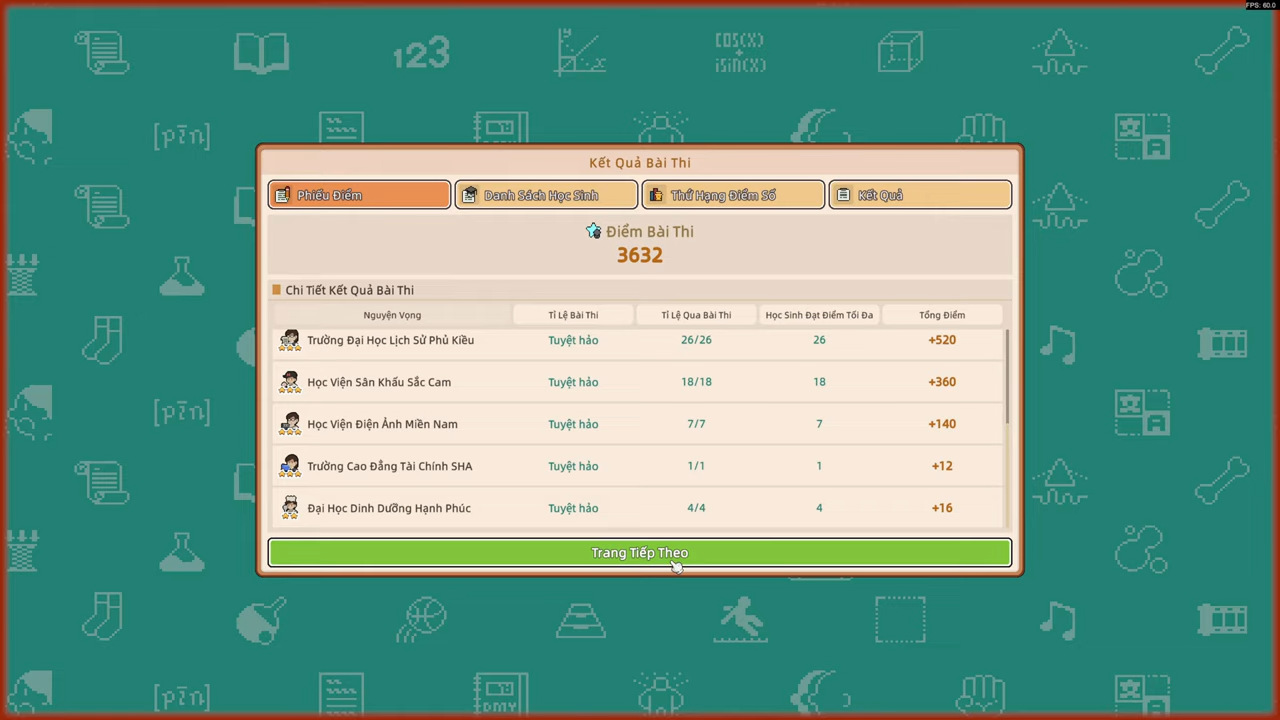 FPS: 60.0
123
COS(X)
+
iSin(X)
[pīn]
Kết Quả Bài Thi
Phiếu Điểm
Danh Sách Học Sinh
Thứ Hạng Điểm Số
Kết Quả
Điểm Bài Thi
3632
Chi Tiết Kết Quả Bài Thi
Nguyện Vọng Tỉ Lệ Bài Thi Tỉ Lệ Qua Bài Thi Học Sinh Đạt Điểm Tối Đa Tổng Điểm
Trường Đại Học Lịch Sử Phủ Kiều Tuyệt hảo 26/26 26 +520
Học Viện Sân Khấu Sắc Cam Tuyệt hảo 18/18 18 +360
Học Viện Điện Ảnh Miền Nam Tuyệt hảo 7/7 7 +140
Trường Cao Đẳng Tài Chính SHA Tuyệt hảo 1/1 1 +12
Đại Học Dinh Dưỡng Hạnh Phúc Tuyệt hảo 4/4 4 +16
Trang Tiếp Theo
[pīn]
[pīn]